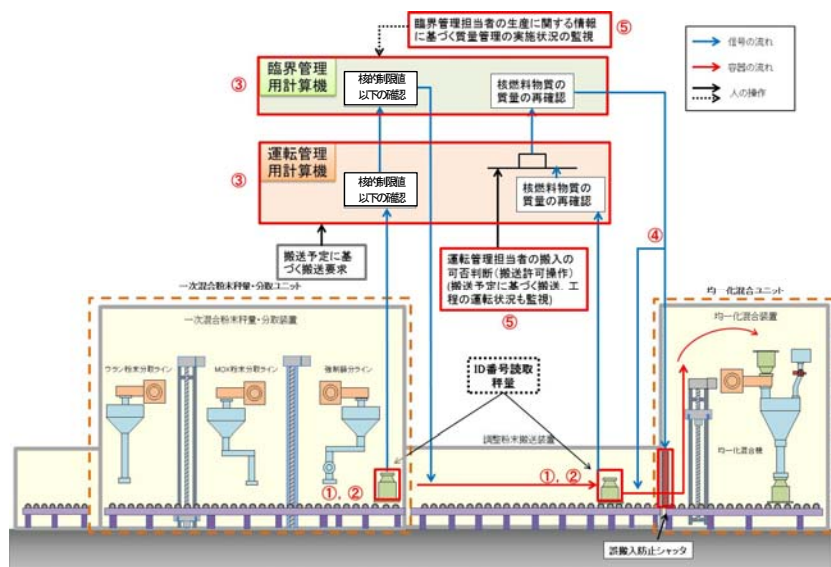 臨界管理担当者の生産に関する情報
に基づく質量管理の実施状況の監視
⑤
信号の流れ
容器の流れ
人の操作
臨界管理
用計算機
③
核的制限値
以下の確認
核燃料物質の
質量の再確認
運転管理
用計算機
③
核的制限値
以下の確認
核燃料物質の
質量の再確認
④
搬送予定に基
づく搬送要求
運転管理担当者の搬入の
可否判断(搬送許可操作)
(搬送予定に基づく搬送、工
程の運転状況も監視)
⑤
一次混合粉末秤量・分取ユニット
均一化混合ユニット
一次混合粉末秤量・分取装置
均一化混合装置
ウラン粉末分取ライン
MOX粉末分取ライン
ID番号読取
秤量
調整粉末搬送装置
均一化混合機
①, ②
①, ②
誤搬入防止シャッタ